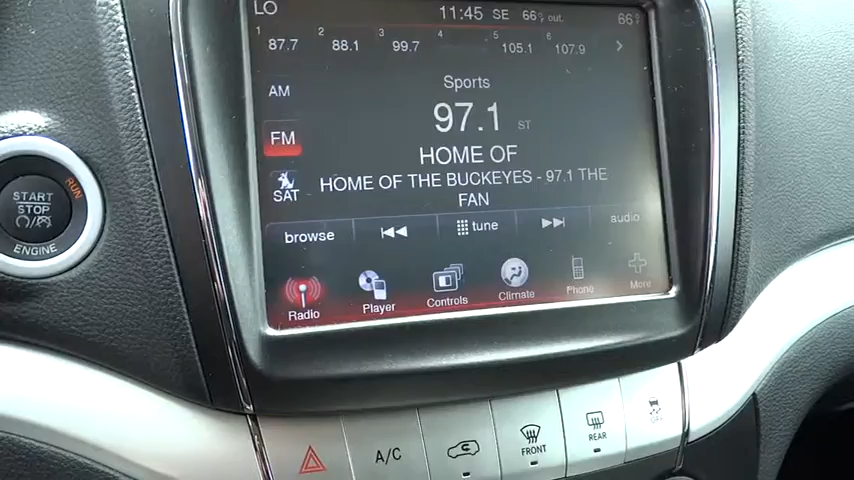 LO 11:45 SE 66°F out. 66°F
1 2 3 4 5 6
87.7 88.1 99.7 105.1 107.9
Sports
AM
97.1 ST
FM
HOME OF
HOME OF THE BUCKEYES - 97.1 THE
FAN
SAT
browse tune audio
Radio Player Controls Climate Phone More
RUN
START
STOP
ENGINE
A/C FRONT REAR OFF